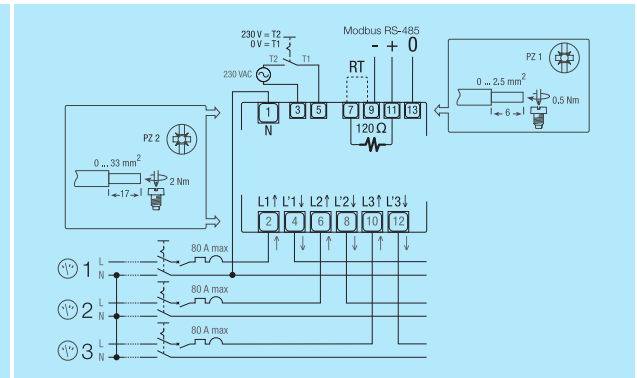 230 V = T2
0 V = T1
T2 T1
230 VAC
Modbus RS-485
- + 0
RT
1 3 5 7 9 11 13
N
120 Ω
PZ 1
0 ... 2.5 mm²
0.5 Nm
6
PZ 2
0 ... 33 mm²
2 Nm
17
L1↑ L'1↓ L2↑ L'2↓ L3↑ L'3↓
2 4 6 8 10 12
80 A max
1 L
N
80 A max
2 L
N
80 A max
3 L
N